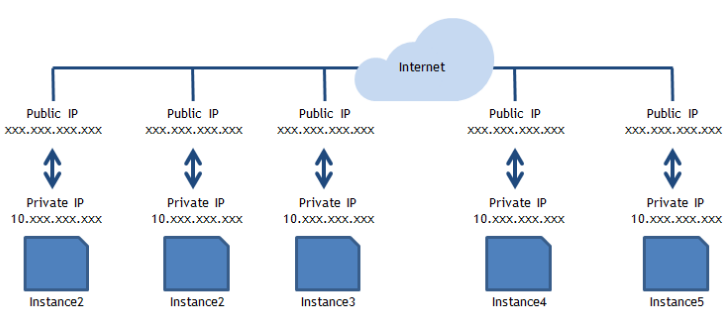 Internet
Public IP Public IP Public IP Public IP Public IP
xxx.xxx.xxx.xxx xxx.xxx.xxx.xxx xxx.xxx.xxx.xxx xxx.xxx.xxx.xxx xxx.xxx.xxx.xxx
Private IP Private IP Private IP Private IP Private IP
10.xxx.xxx.xxx 10.xxx.xxx.xxx 10.xxx.xxx.xxx 10.xxx.xxx.xxx 10.xxx.xxx.xxx
Instance2 Instance2 Instance3 Instance4 Instance5